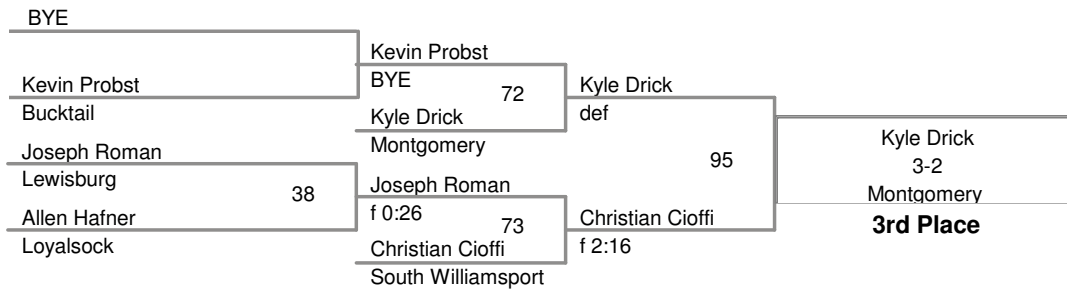 BYE
Kevin Probst
Bucktail
Joseph Roman
Lewisburg
38
Allen Hafner
Loyalsock
Kevin Probst
BYE
72
Kyle Drick
Montgomery
Joseph Roman
f 0:26
73
Christian Cioffi
South Williamsport
Kyle Drick
def
95
Christian Cioffi
f 2:16
Kyle Drick
3-2
Montgomery
3rd Place